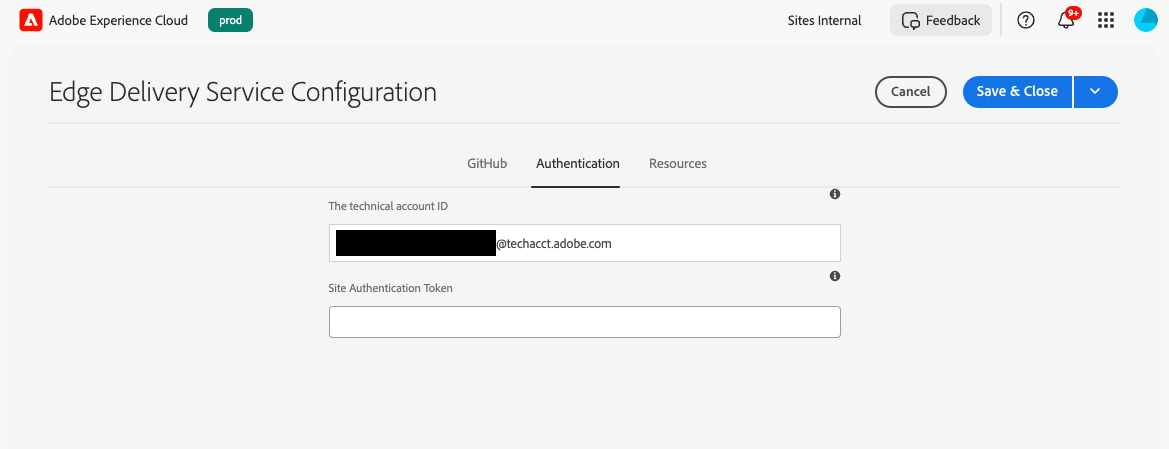 Adobe Experience Cloud prod Sites Internal Feedback 9+
Edge Delivery Service Configuration Cancel Save & Close
GitHub Authentication Resources
The technical account ID
@techacct.adobe.com
Site Authentication Token